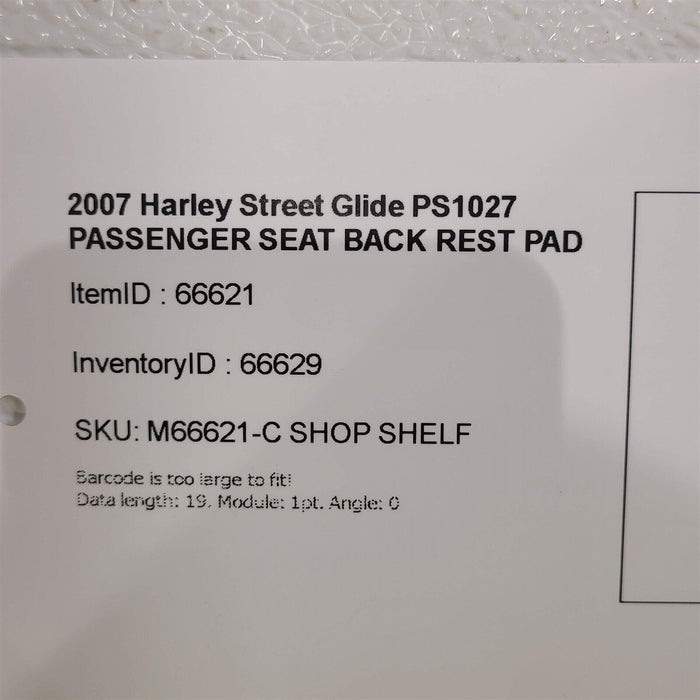 2007 Harley Street Glide PS1027
PASSENGER SEAT BACK REST PAD
ItemID : 66621
InventoryID : 66629
SKU: M66621-C SHOP SHELF
Barcode is too large to fit!
Data length: 19. Module: 1pt. Angle: 0